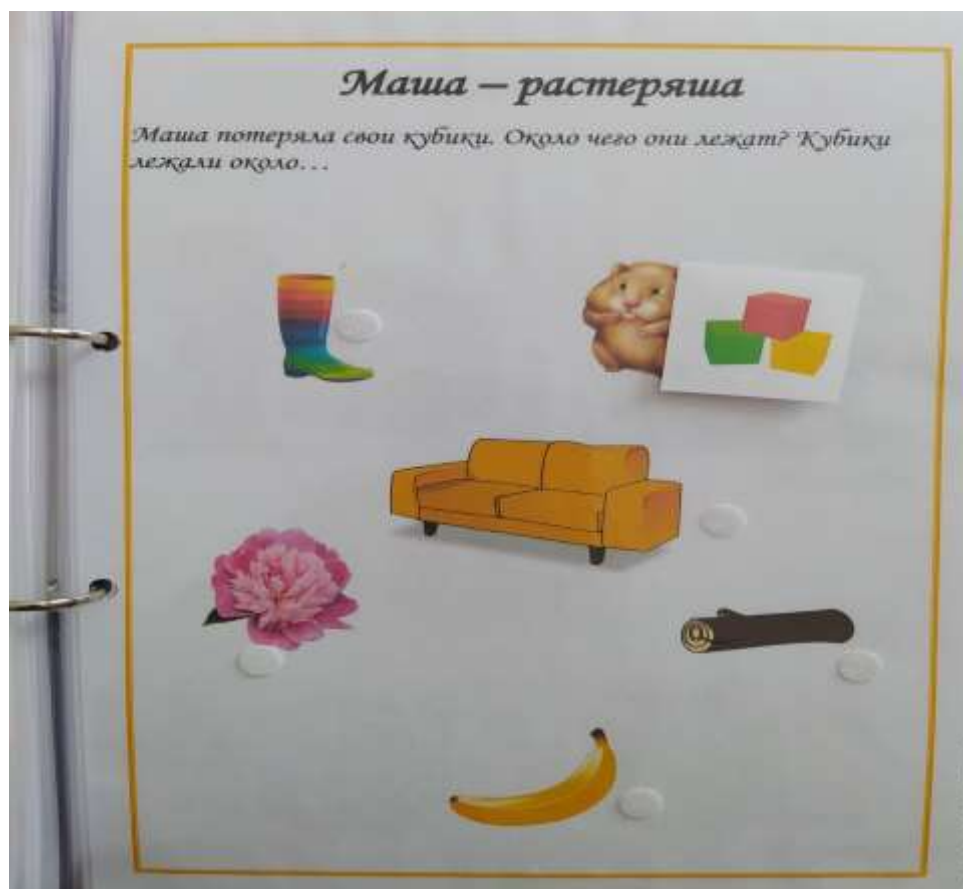 Маша – растеряша
Маша потеряла свои кубики. Около чего они лежат? Кубики
лежали около...